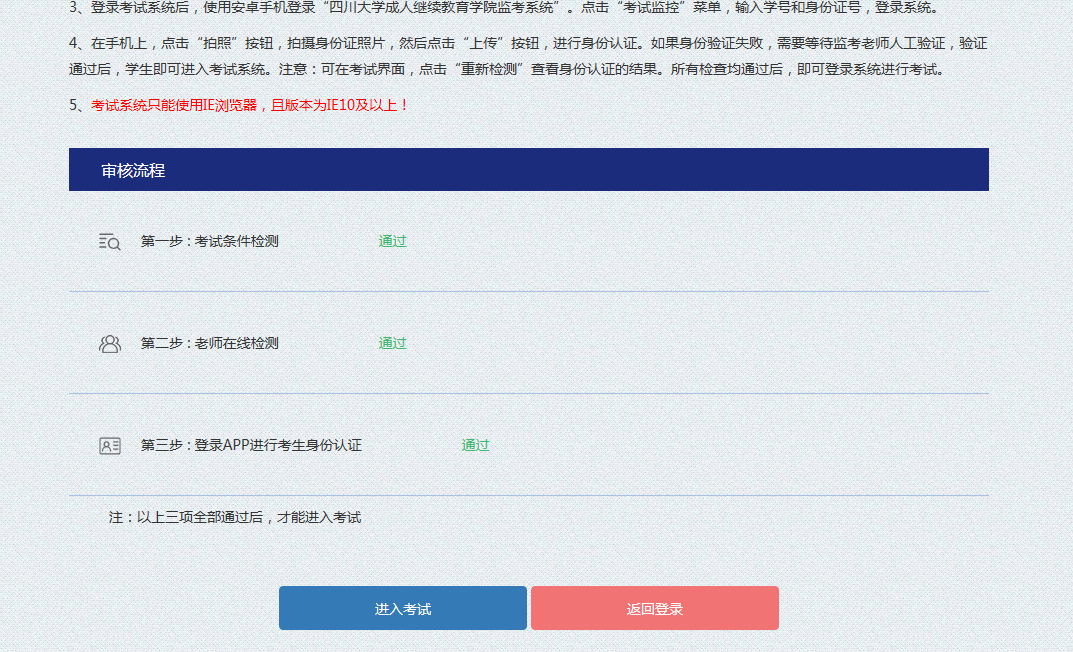 3、登录考试系统后，使用安卓手机登录“四川大学成人继续教育学院监考系统”。点击“考试监控”菜单，输入学号和身份证号，登录系统。
4、在手机上，点击“拍照”按钮，拍摄身份证照片，然后点击“上传”按钮，进行身份认证。如果身份验证失败，需要等待监考老师人工验证，验证
通过后，学生即可进入考试系统。注意：可在考试界面，点击“重新检测”查看身份认证的结果。所有检查均通过后，即可登录系统进行考试。
5、考试系统只能使用IE浏览器，且版本为IE10及以上！
审核流程
第一步：考试条件检测 通过
第二步：老师在线检测 通过
第三步：登录APP进行考生身份认证 通过
注：以上三项全部通过后，才能进入考试
进入考试 返回登录